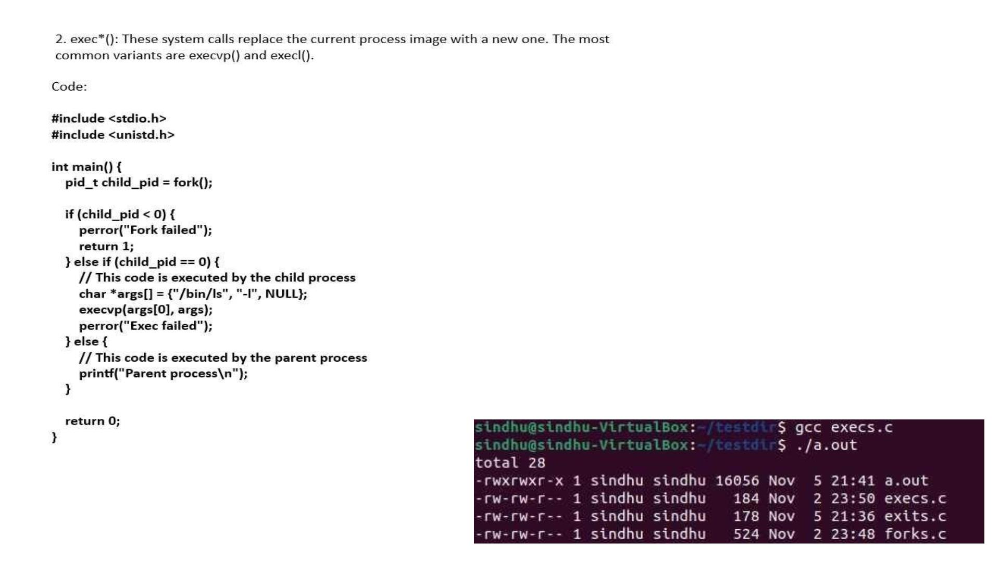 2. exec*(): These system calls replace the current process image with a new one. The most
common variants are execvp() and execl().
Code:
#include <stdio.h>
#include <unistd.h>
int main() {
pid_t child_pid = fork();
if (child_pid < 0) {
perror("Fork failed");
return 1;
} else if (child_pid == 0) {
// This code is executed by the child process
char *args[] = {"/bin/ls", "-l", NULL};
execvp(args[0], args);
perror("Exec failed");
} else {
// This code is executed by the parent process
printf("Parent process\n");
}
return 0;
}
sindhu@sindhu-VirtualBox:~/testdir$ gcc execs.c
sindhu@sindhu-VirtualBox:~/testdir$ ./a.out
total 28
-rwxrwxr-x 1 sindhu sindhu 16056 Nov  5 21:41 a.out
-rw-rw-r-- 1 sindhu sindhu   184 Nov  2 23:50 execs.c
-rw-rw-r-- 1 sindhu sindhu   178 Nov  5 21:36 exits.c
-rw-rw-r-- 1 sindhu sindhu   524 Nov  2 23:48 forks.c